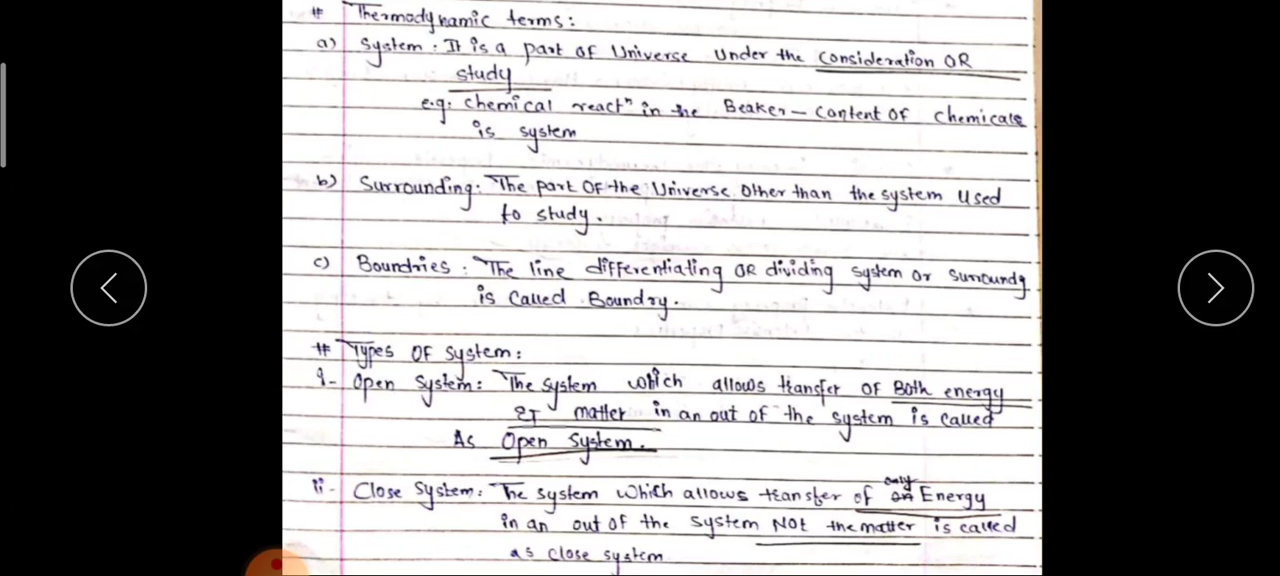 # Thermodynamic terms:
a) System: It is a part of Universe under the consideration OR
study
e.g. chemical reactⁿ in the Beaker - content of chemicals
is system
b) Surrounding: The part of the Universe other than the system used
to study.
c) Boundries: The line differentiating OR dividing system or surroundg
is called Boundry.
# Types of System:
i- Open system: The system which allows transfer of Both energy
& matter in an out of the system is called
As Open System.
ii- Close System: The system which allows transfer of only Energy
in an out of the system NOt the matter is called
as close system